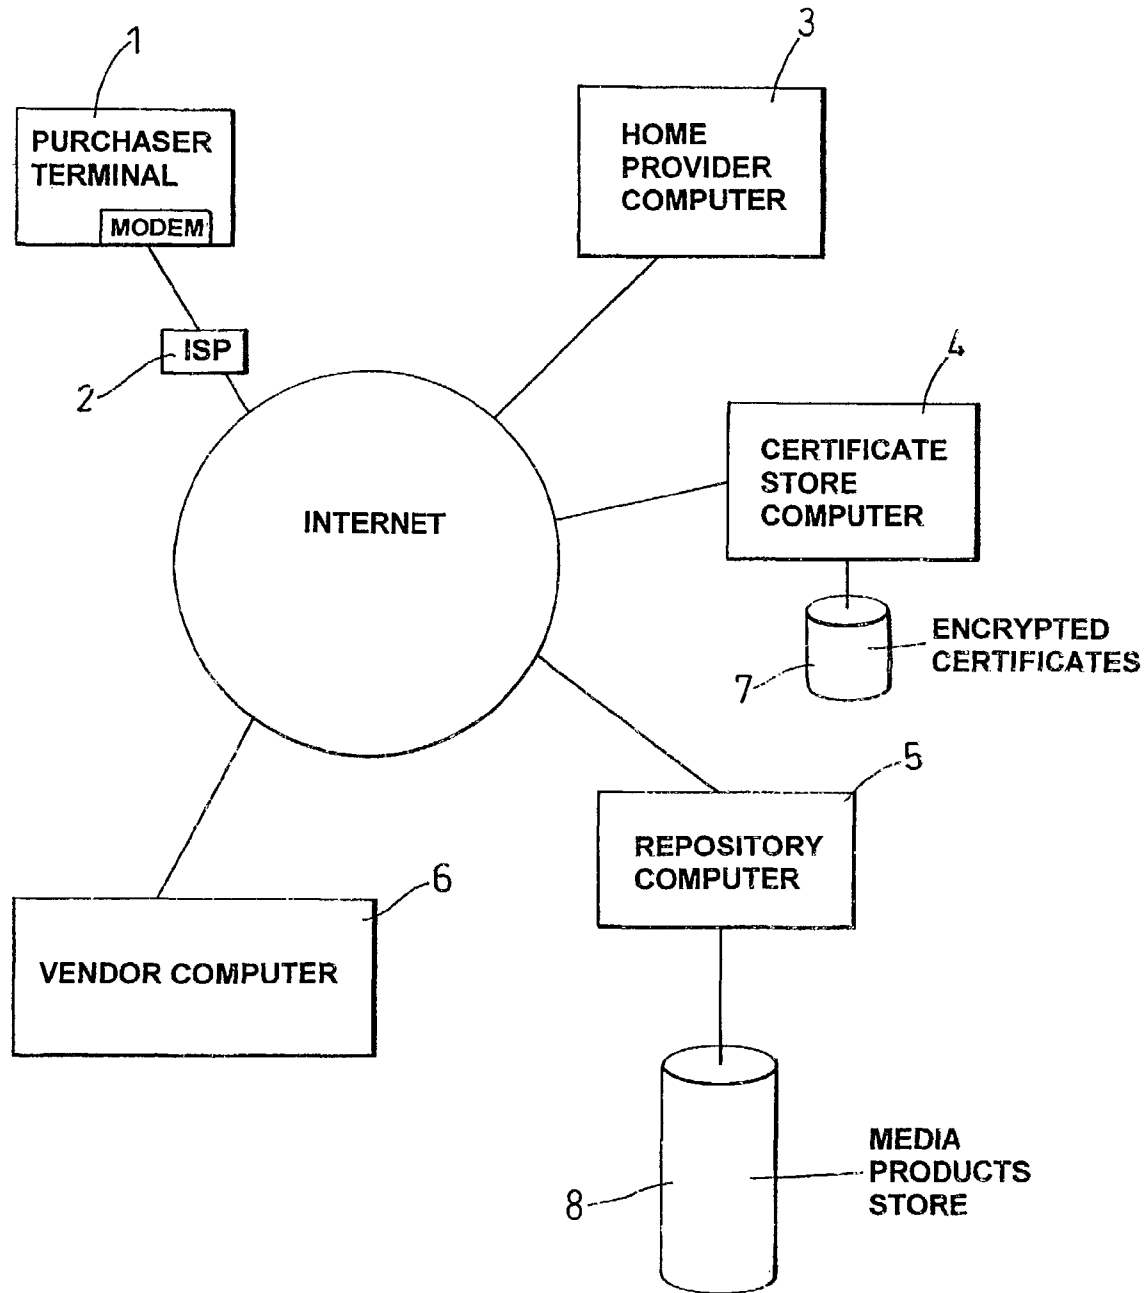 1
3
PURCHASER
TERMINAL
MODEM
HOME
PROVIDER
COMPUTER
ISP
2
4
CERTIFICATE
STORE
COMPUTER
INTERNET
ENCRYPTED
CERTIFICATES
7
5
REPOSITORY
COMPUTER
6
VENDOR COMPUTER
MEDIA
PRODUCTS
STORE
8